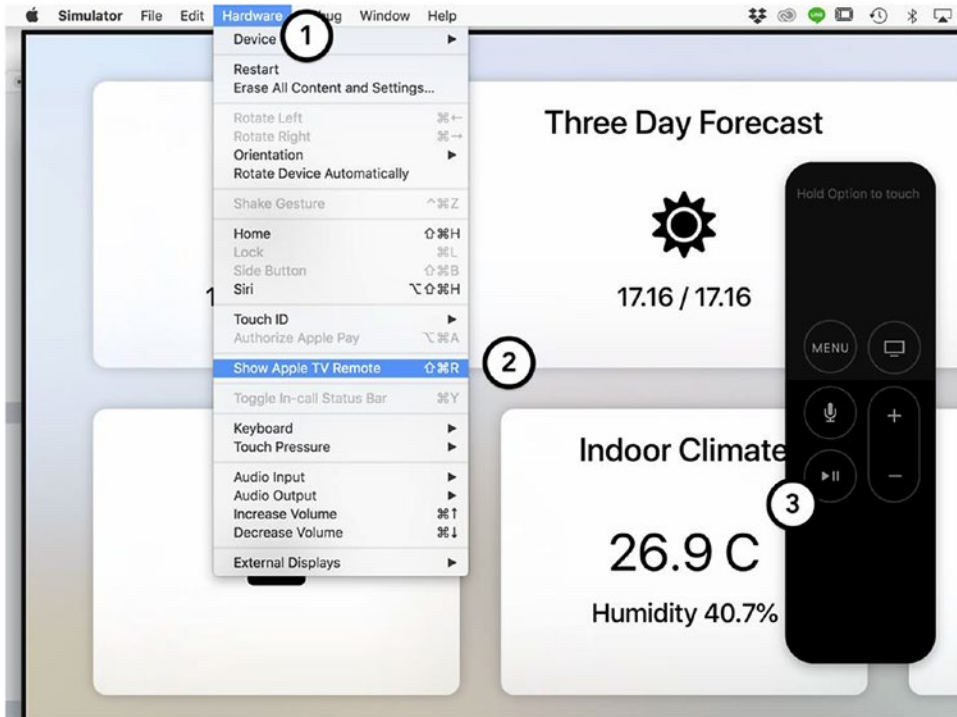 Simulator File Edit Hardware Window Help
1
Device
Restart
Erase All Content and Settings...
Rotate Left ⌘←
Rotate Right ⌘→
Orientation
Rotate Device Automatically
Shake Gesture ^⌘Z
Home ⇧⌘H
Lock ⌘L
Side Button ⇧⌘B
Siri ⌥⇧⌘H
Touch ID
Authorize Apple Pay ⌥⌘A
Show Apple TV Remote ⇧⌘R
2
Toggle In-call Status Bar ⌘Y
Keyboard
Touch Pressure
Audio Input
Audio Output
Increase Volume ⌘↑
Decrease Volume ⌘↓
External Displays
Three Day Forecast
17.16 / 17.16
Indoor Climate
26.9 C
Humidity 40.7%
Hold Option to touch
MENU
+
−
3